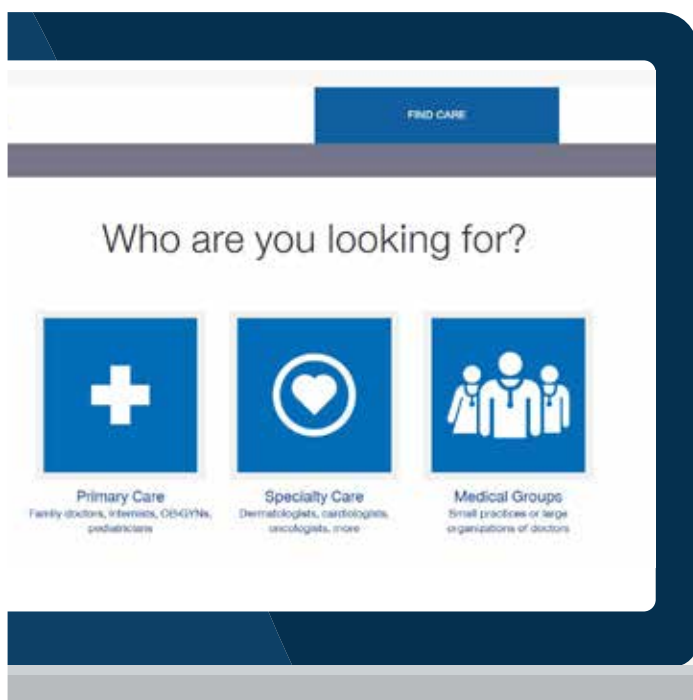 FIND CARE
Who are you looking for?
Primary Care
Family doctors, internists, OB/GYNs,
pediatricians
Specialty Care
Dermatologists, cardiologists,
oncologists, more
Medical Groups
Small practices or large
organizations of doctors